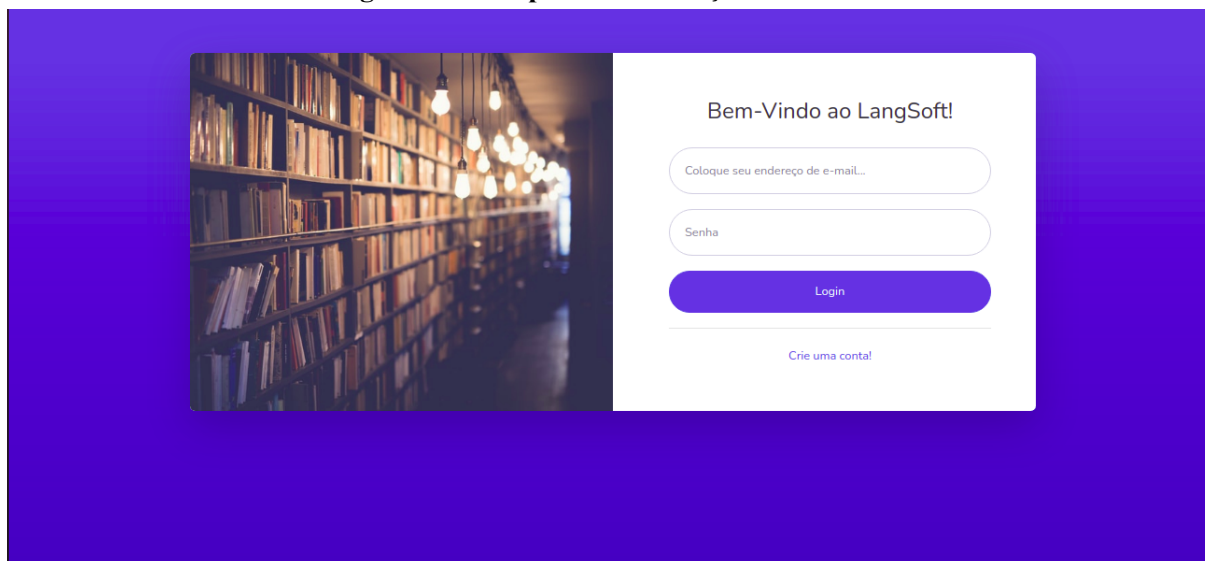 Bem-Vindo ao LangSoft!
Coloque seu endereço de e-mail...
Senha
Login
Crie uma conta!